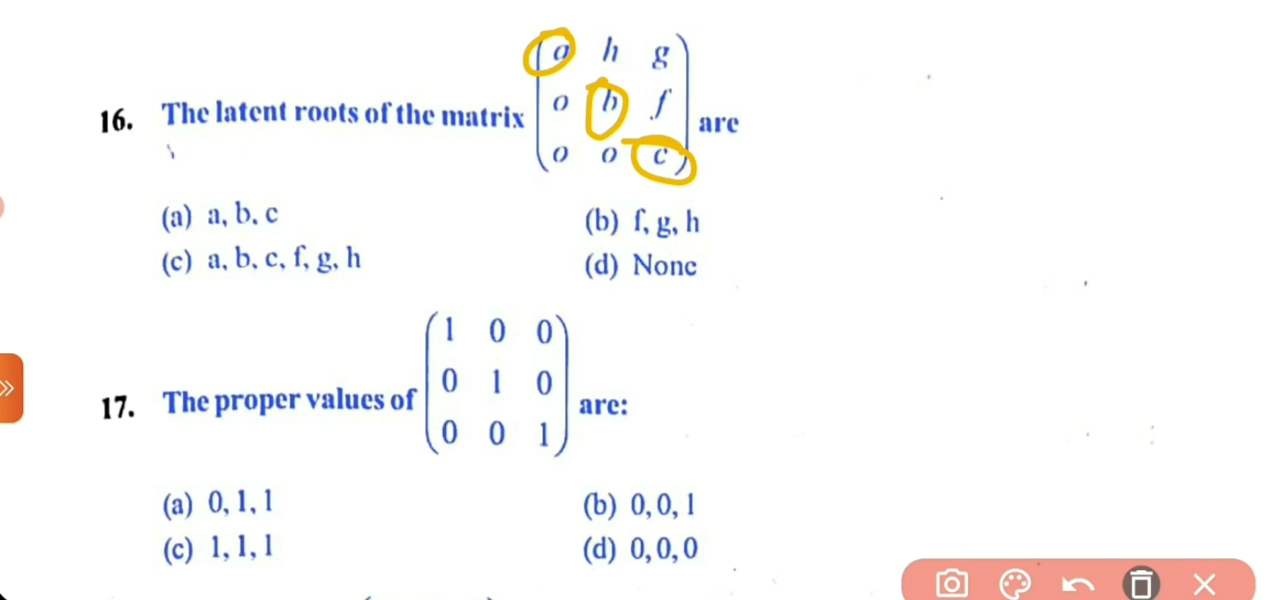 16. The latent roots of the matrix
a h g
o b f
o o c
are
(a) a, b, c (b) f, g, h
(c) a, b, c, f, g, h (d) None
17. The proper values of
1 0 0
0 1 0
0 0 1
are:
(a) 0, 1, 1 (b) 0, 0, 1
(c) 1, 1, 1 (d) 0, 0, 0